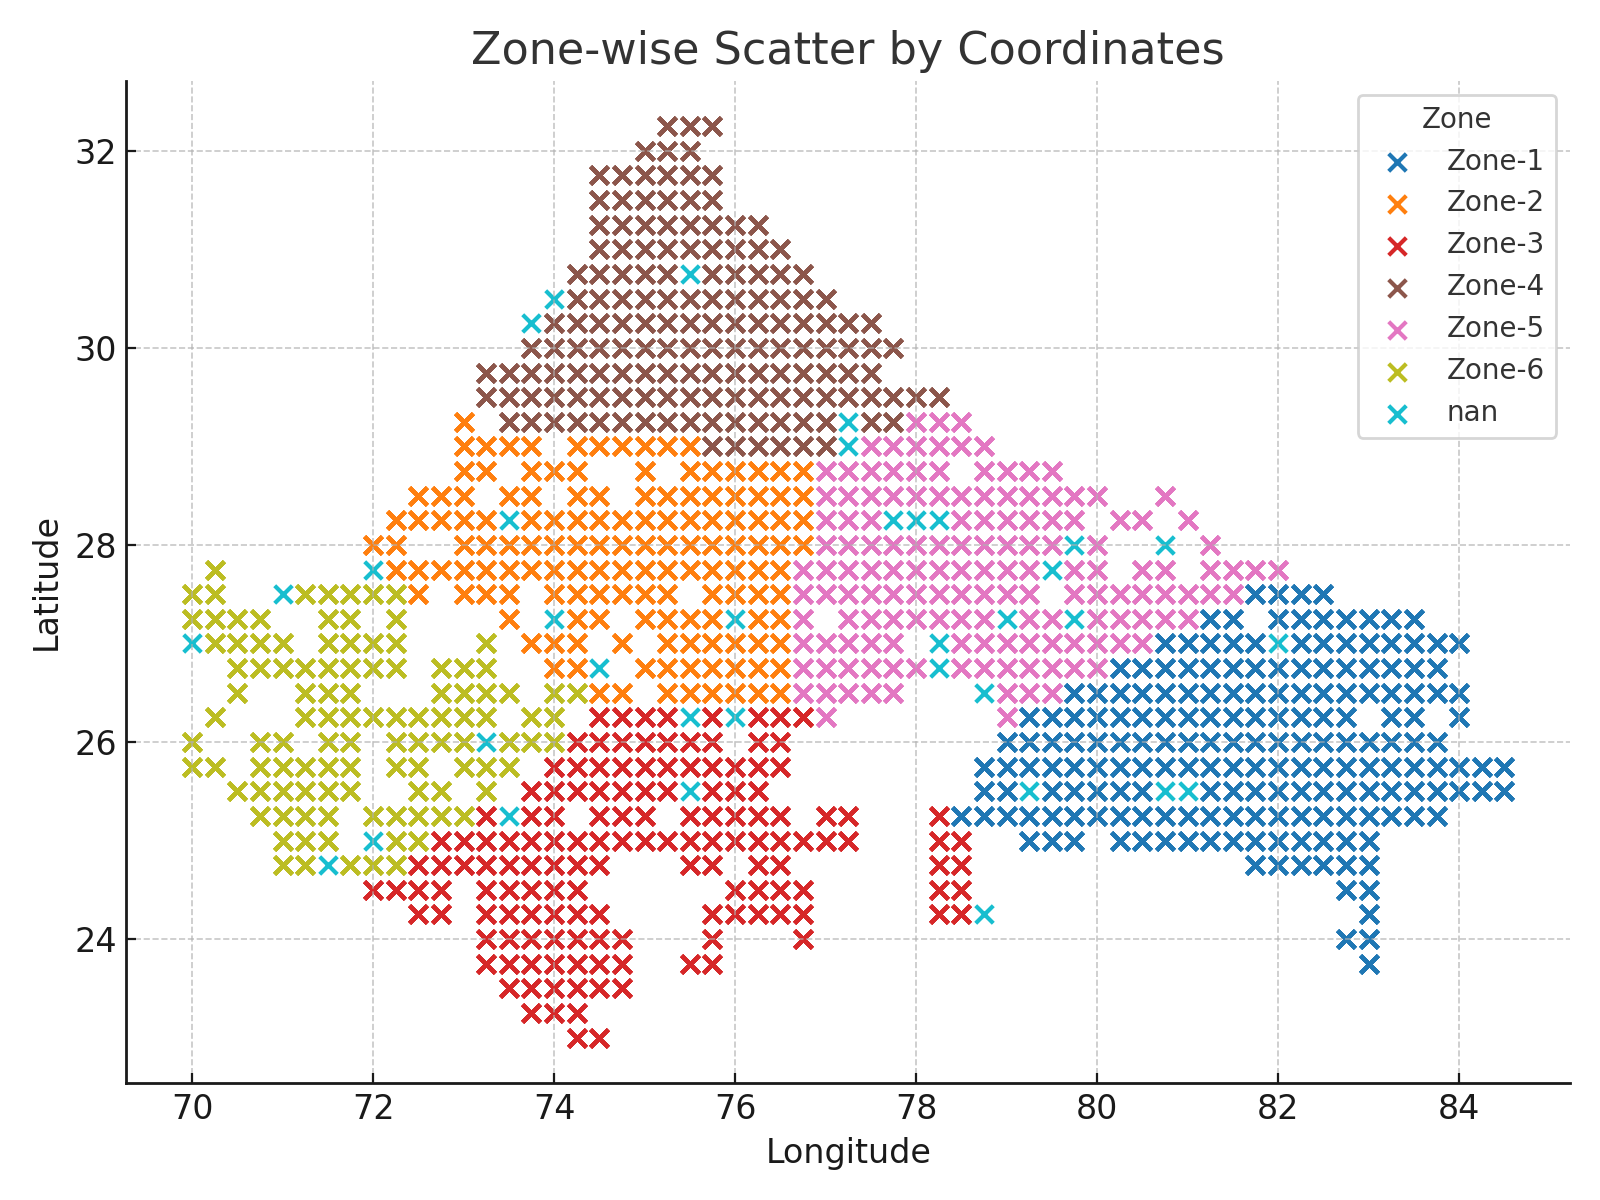 Zone-wise Scatter by Coordinates
Zone
Zone-1
Zone-2
Zone-3
Zone-4
Zone-5
Zone-6
nan
Latitude
32
30
28
26
24
70 72 74 76 78 80 82 84
Longitude